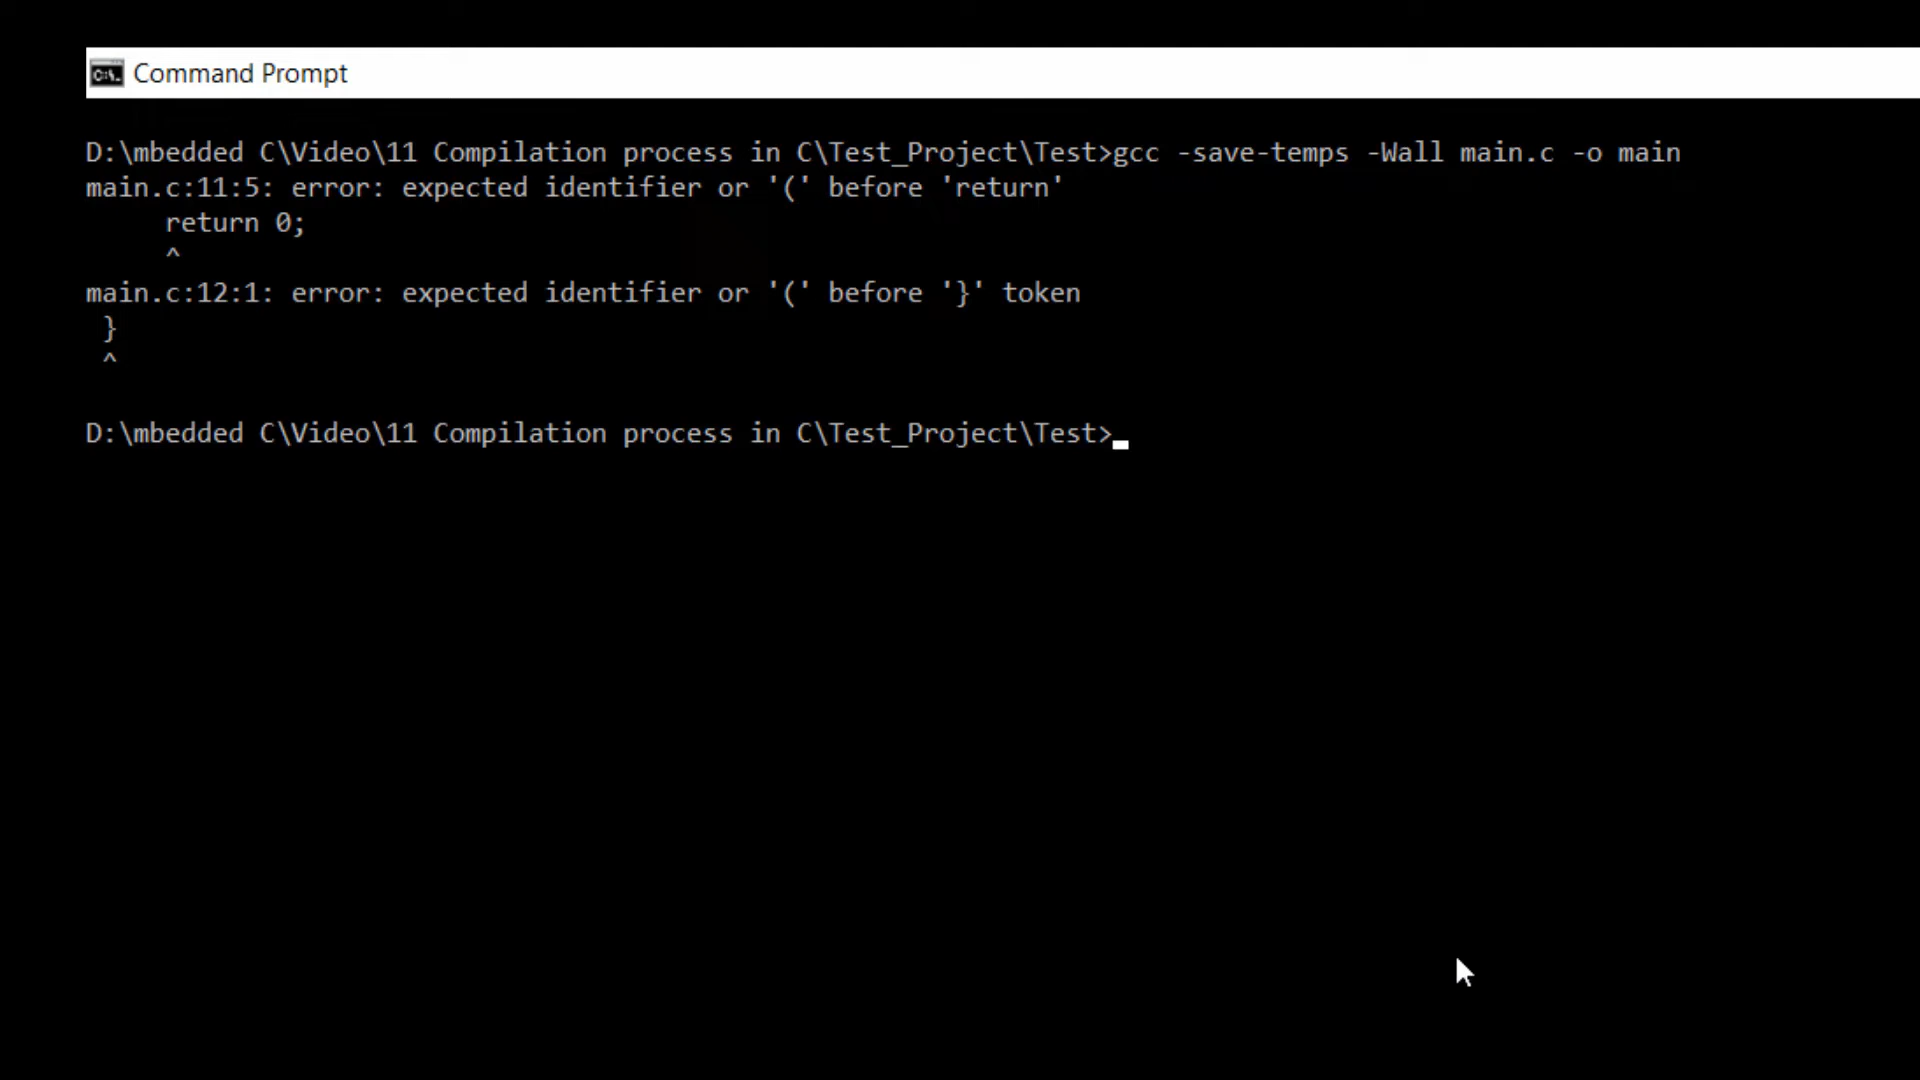 Command Prompt
D:\mbedded C\Video\11 Compilation process in C\Test_Project\Test>gcc -save-temps -Wall main.c -o main
main.c:11:5: error: expected identifier or '(' before 'return'
     return 0;
     ^
main.c:12:1: error: expected identifier or '(' before '}' token
 }
 ^
D:\mbedded C\Video\11 Compilation process in C\Test_Project\Test>